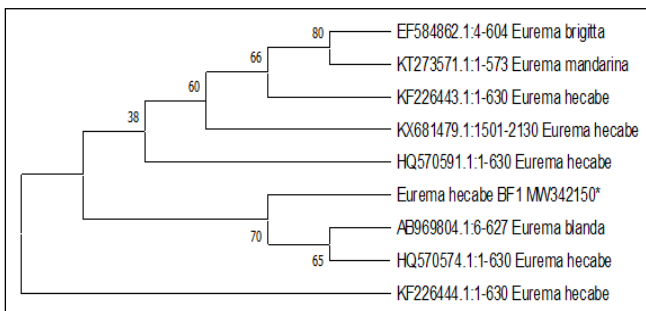 80
EF584862.1:4-604 Eurema brigitta
66
KT273571.1:1-573 Eurema mandarina
60
KF226443.1:1-630 Eurema hecabe
38
KX681479.1:1501-2130 Eurema hecabe
HQ570591.1:1-630 Eurema hecabe
Eurema hecabe BF1 MW342150*
70
AB969804.1:6-627 Eurema blanda
65
HQ570574.1:1-630 Eurema hecabe
KF226444.1:1-630 Eurema hecabe